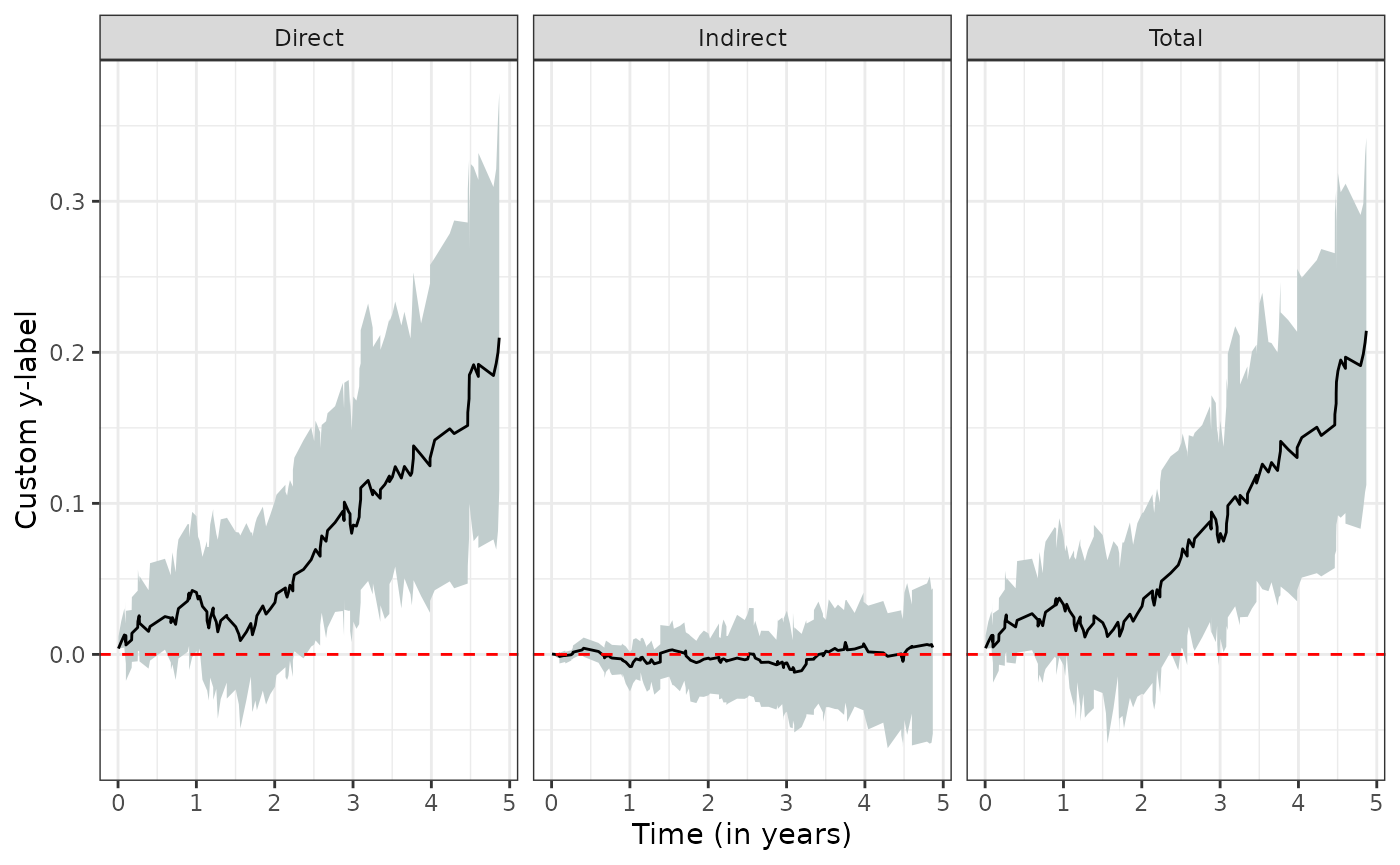 Direct
Indirect
Total
Custom y-label
0.3
0.2
0.1
0.0
0 1 2 3 4 5
0 1 2 3 4 5
0 1 2 3 4 5
Time (in years)